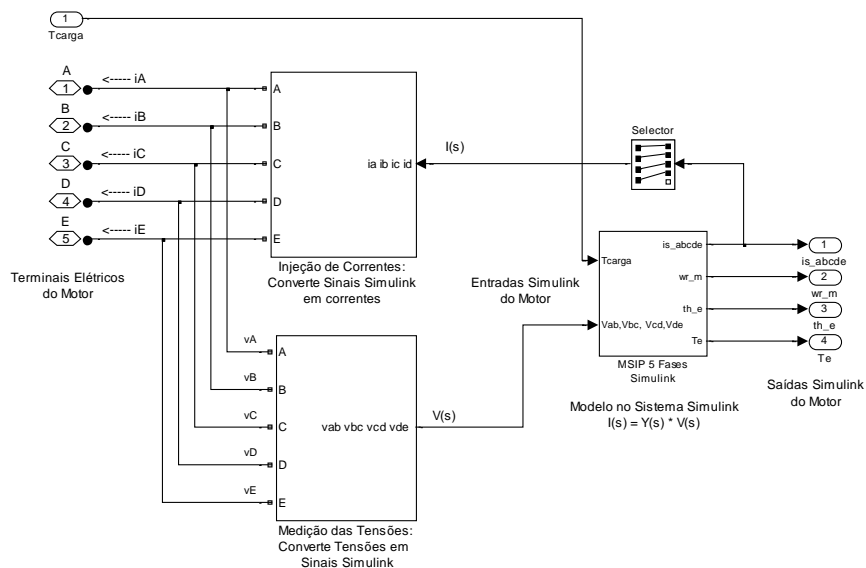 1
Tcarga
A
1
<----- iA
B
2
<----- iB
C
3
<----- iC
D
4
<----- iD
E
5
<----- iE
Terminais Elétricos
do Motor
A
B
C
D
E
ia ib ic id
Injeção de Correntes:
Converte Sinais Simulink
em correntes
I(s)
Selector
Entradas Simulink
do Motor
Tcarga
Vab,Vbc, Vcd,Vde
is_abcde
wr_m
th_e
Te
MSIP 5 Fases
Simulink
1
is_abcde
2
wr_m
3
th_e
4
Te
Saídas Simulink
do Motor
Modelo no Sistema Simulink
I(s) = Y(s) * V(s)
vA
vB
vC
vD
vE
A
B
C
D
E
vab vbc vcd vde
V(s)
Medição das Tensões:
Converte Tensões em
Sinais Simulink